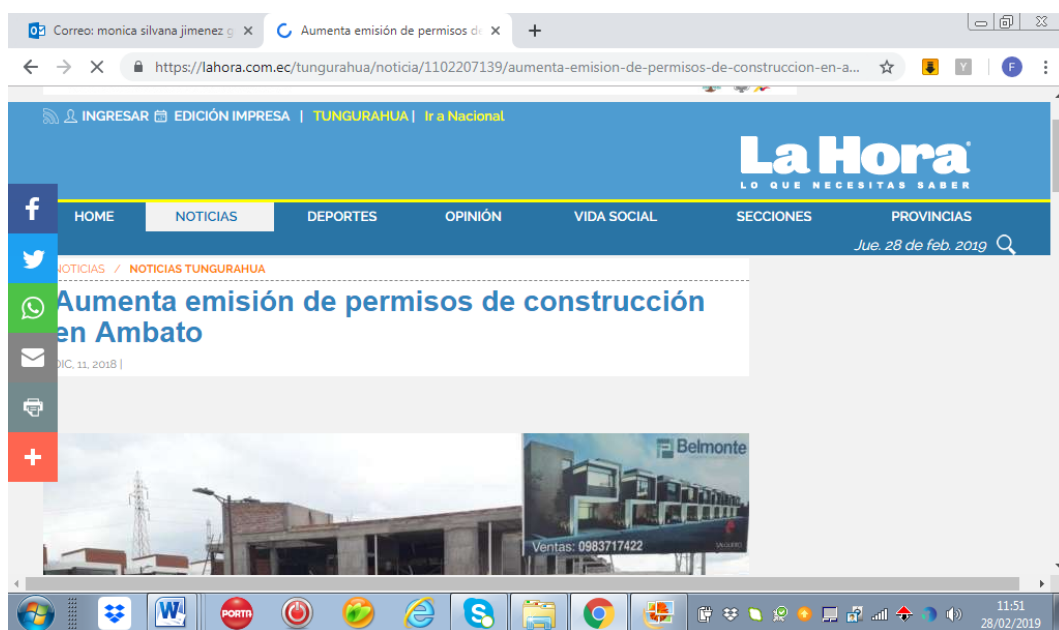 Correo: monica silvana jimenez g
Aumenta emisión de permisos de
https://lahora.com.ec/tungurahua/noticia/1102207139/aumenta-emision-de-permisos-de-construccion-en-a...
Y
F
INGRESAR EDICIÓN IMPRESA | TUNGURAHUA | Ir a Nacional
La Hora
LO QUE NECESITAS SABER
HOME NOTICIAS DEPORTES OPINIÓN VIDA SOCIAL SECCIONES PROVINCIAS
Jue. 28 de feb. 2019
NOTICIAS / NOTICIAS TUNGURAHUA
Aumenta emisión de permisos de construcción
en Ambato
DIC, 11, 2018 |
Belmonte
Ventas: 0983717422
PORTA
11:51
28/02/2019